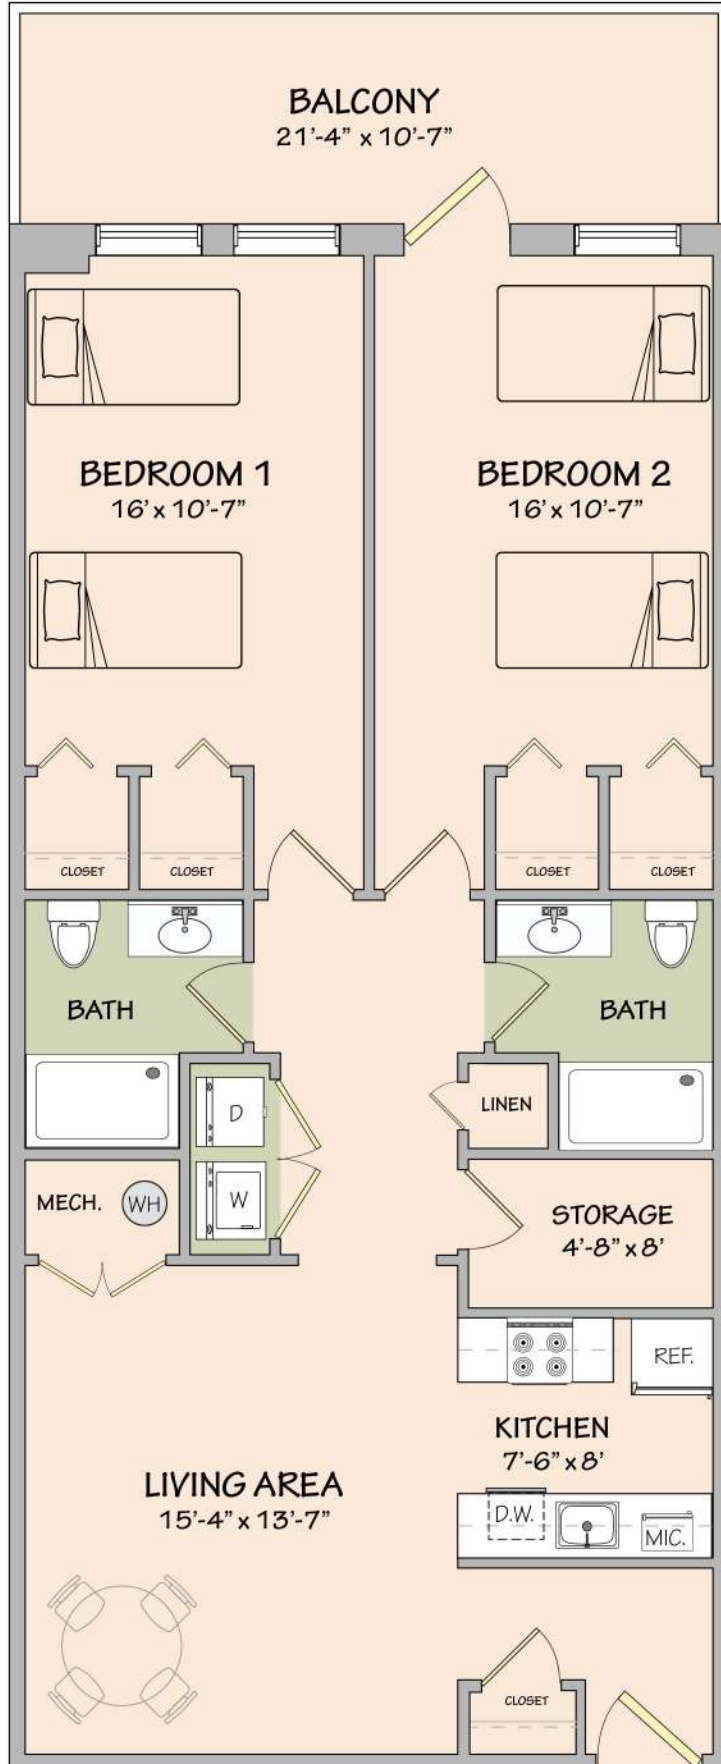 BALCONY
21'-4" x 10'-7"
BEDROOM 1
16' x 10'-7"
BEDROOM 2
16' x 10'-7"
CLOSET
CLOSET
CLOSET
CLOSET
BATH
BATH
D
LINEN
W
MECH.
WH
STORAGE
4'-8" x 8'
REF.
KITCHEN
7'-6" x 8'
LIVING AREA
15'-4" x 13'-7"
D.W.
MIC.
CLOSET